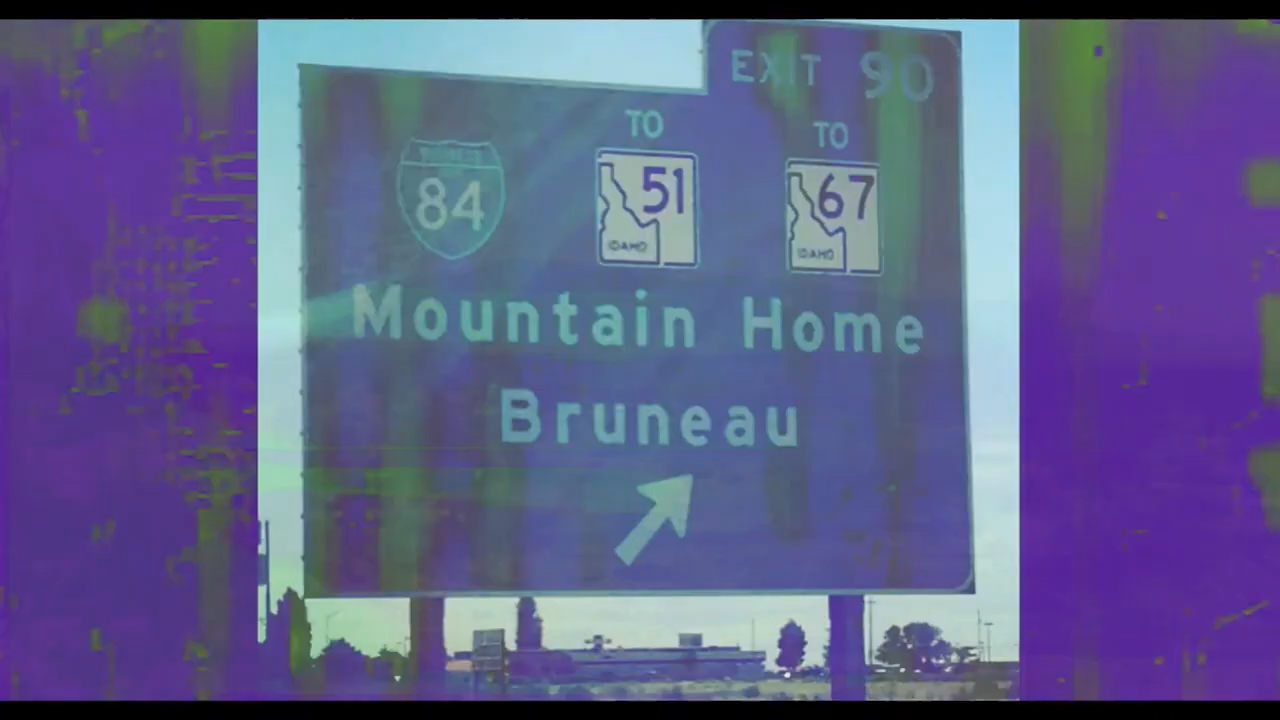 EXIT 90
TO
TO
84
51
67
IDAHO
IDAHO
Mountain Home
Bruneau